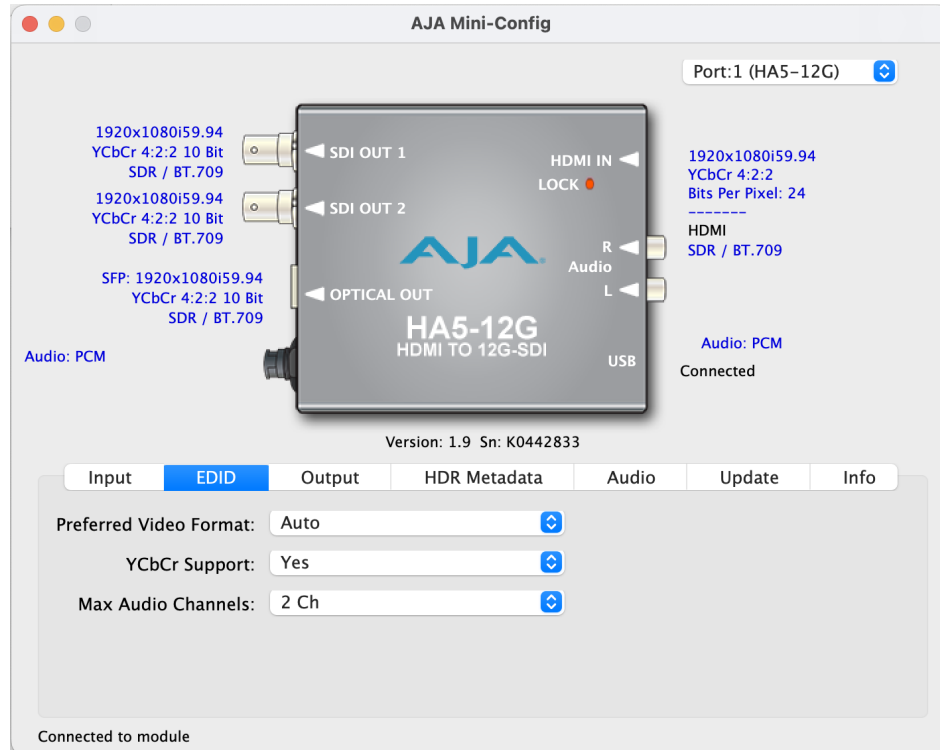 AJA Mini-Config
Port:1 (HA5-12G)
1920x1080i59.94
YCbCr 4:2:2 10 Bit
SDR / BT.709
1920x1080i59.94
YCbCr 4:2:2 10 Bit
SDR / BT.709
SFP: 1920x1080i59.94
YCbCr 4:2:2 10 Bit
SDR / BT.709
Audio: PCM
SDI OUT 1
SDI OUT 2
OPTICAL OUT
HDMI IN
LOCK
R
Audio
L
AJA
HA5-12G
HDMI TO 12G-SDI
USB
1920x1080i59.94
YCbCr 4:2:2
Bits Per Pixel: 24
-------
HDMI
SDR / BT.709
Audio: PCM
Connected
Version: 1.9 Sn: K0442833
Input EDID Output HDR Metadata Audio Update Info
Preferred Video Format: Auto
YCbCr Support: Yes
Max Audio Channels: 2 Ch
Connected to module